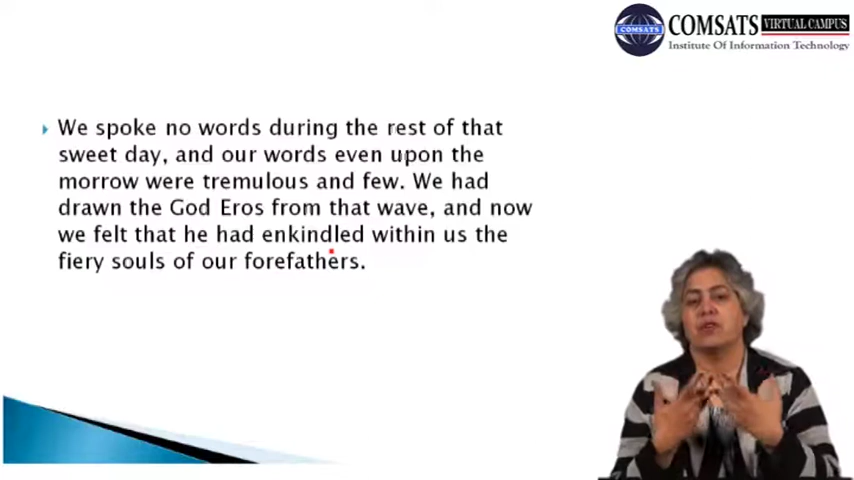 COMSATS VIRTUAL CAMPUS
Institute Of Information Technology
COMSATS
We spoke no words during the rest of that
sweet day, and our words even upon the
morrow were tremulous and few. We had
drawn the God Eros from that wave, and now
we felt that he had enkindled within us the
fiery souls of our forefathers.